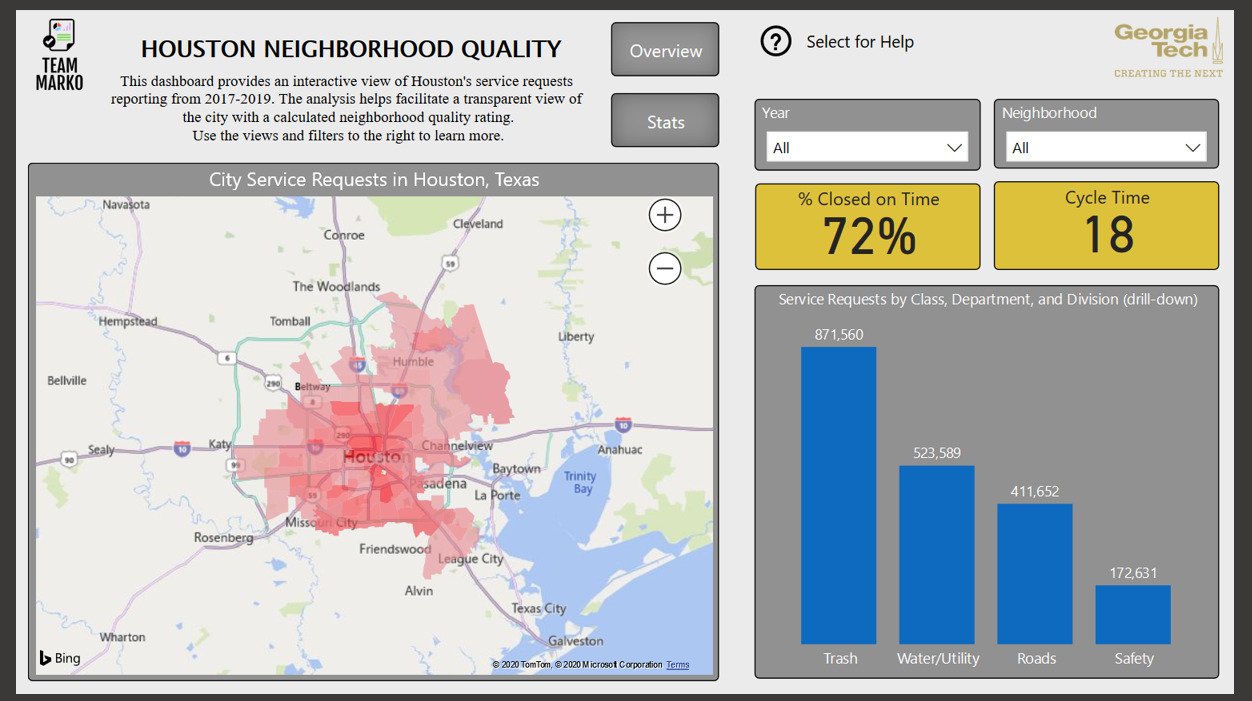 TEAM
MARKO
HOUSTON NEIGHBORHOOD QUALITY
This dashboard provides an interactive view of Houston's service requests
reporting from 2017-2019. The analysis helps facilitate a transparent view of
the city with a calculated neighborhood quality rating.
Use the views and filters to the right to learn more.
Overview
Stats
? Select for Help
Georgia
Tech
CREATING THE NEXT
Year
All
Neighborhood
All
% Closed on Time
72%
Cycle Time
18
City Service Requests in Houston, Texas
Navasota
Cleveland
Conroe
59
The Woodlands
Hempstead
Tomball
Liberty
6
45
Humble
Bellville
290
Beltway
8
69
10
290
Sealy
10
Katy
10
Channelview
Anahuac
90
99
Houston
Baytown
Trinity
Bay
Pasadena
La Porte
59
Missouri City
Rosenberg
Friendswood
League City
Alvin
Texas City
Wharton
Galveston
Bing
© 2020 TomTom, © 2020 Microsoft Corporation Terms
Service Requests by Class, Department, and Division (drill-down)
871,560
523,589
411,652
172,631
Trash
Water/Utility
Roads
Safety